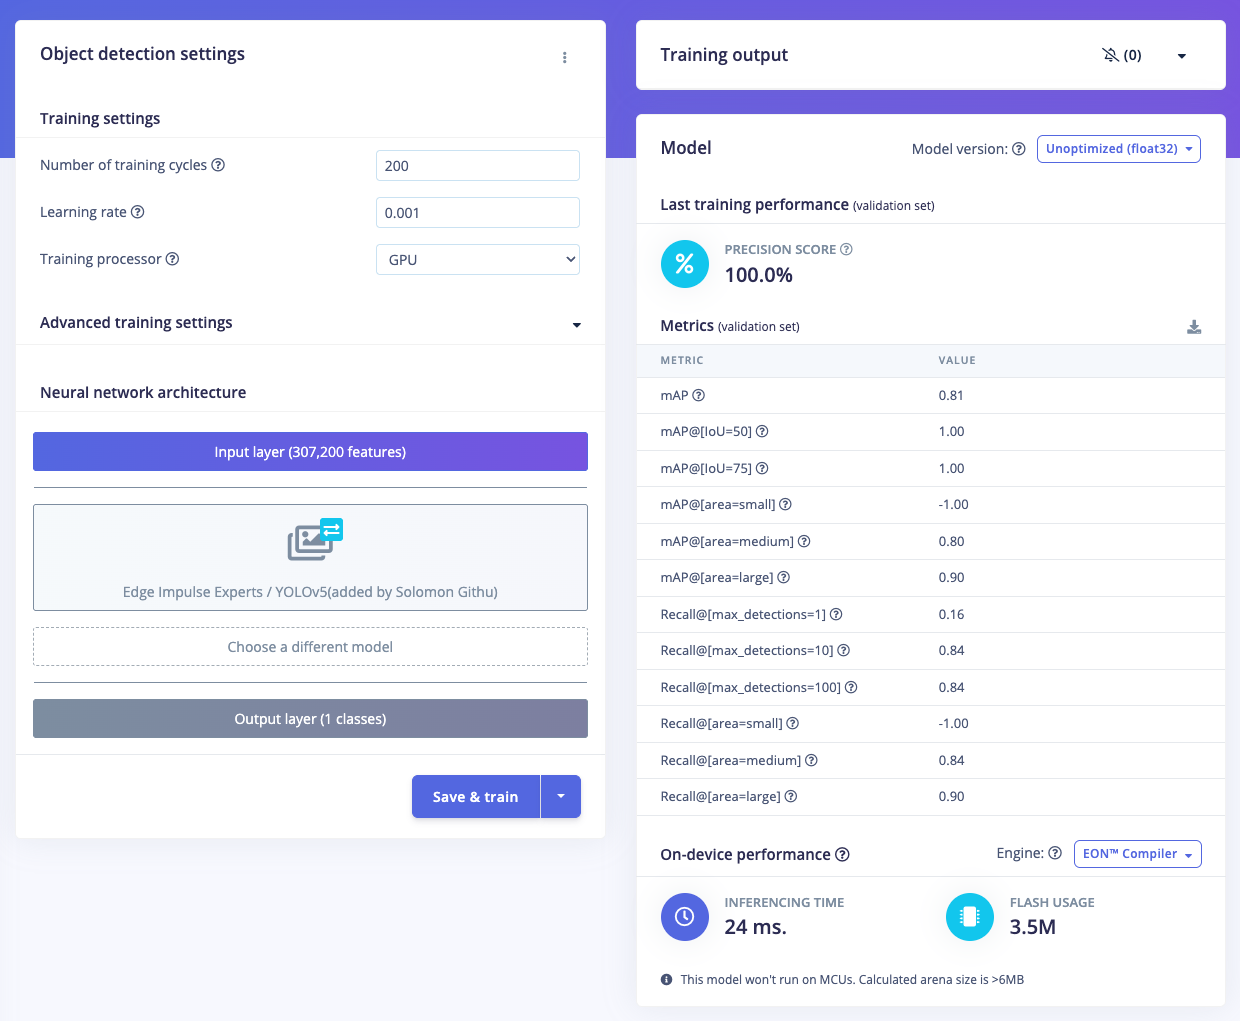 Object detection settings
Training settings
Number of training cycles
200
Learning rate
0.001
Training processor
GPU
Advanced training settings
Neural network architecture
Input layer (307,200 features)
Edge Impulse Experts / YOLOv5(added by Solomon Githu)
Choose a different model
Output layer (1 classes)
Save & train
Training output
(0)
Model
Model version:
Unoptimized (float32)
Last training performance (validation set)
%
PRECISION SCORE
100.0%
Metrics (validation set)
METRIC VALUE
mAP 0.81
mAP@[IoU=50] 1.00
mAP@[IoU=75] 1.00
mAP@[area=small] -1.00
mAP@[area=medium] 0.80
mAP@[area=large] 0.90
Recall@[max_detections=1] 0.16
Recall@[max_detections=10] 0.84
Recall@[max_detections=100] 0.84
Recall@[area=small] -1.00
Recall@[area=medium] 0.84
Recall@[area=large] 0.90
On-device performance
Engine:
EON™ Compiler
INFERENCING TIME
24 ms.
FLASH USAGE
3.5M
This model won't run on MCUs. Calculated arena size is >6MB